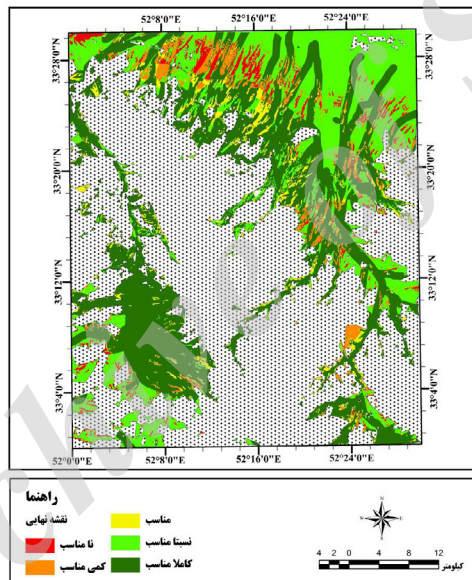 52°8'0"E 52°16'0"E 52°24'0"E
33°28'0"N 33°28'0"N
33°20'0"N 33°20'0"N
33°12'0"N 33°12'0"N
33°4'0"N 33°4'0"N
52°0'0"E 52°8'0"E 52°16'0"E 52°24'0"E
راهنما
نقشه نهایی
نا مناسب
کمی مناسب
مناسب
نسبتا مناسب
کاملا مناسب
N
W E
S
4 2 0 4 8 12
کیلومتر